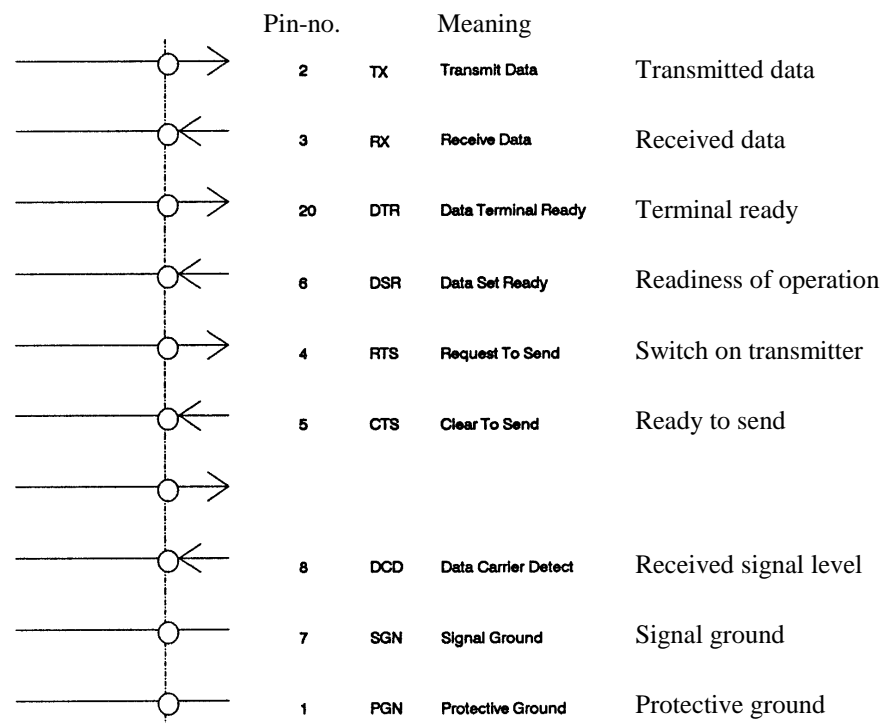 Pin-no. Meaning
2 TX Transmit Data Transmitted data
3 RX Receive Data Received data
20 DTR Data Terminal Ready Terminal ready
6 DSR Data Set Ready Readiness of operation
4 RTS Request To Send Switch on transmitter
5 CTS Clear To Send Ready to send
8 DCD Data Carrier Detect Received signal level
7 SGN Signal Ground Signal ground
1 PGN Protective Ground Protective ground